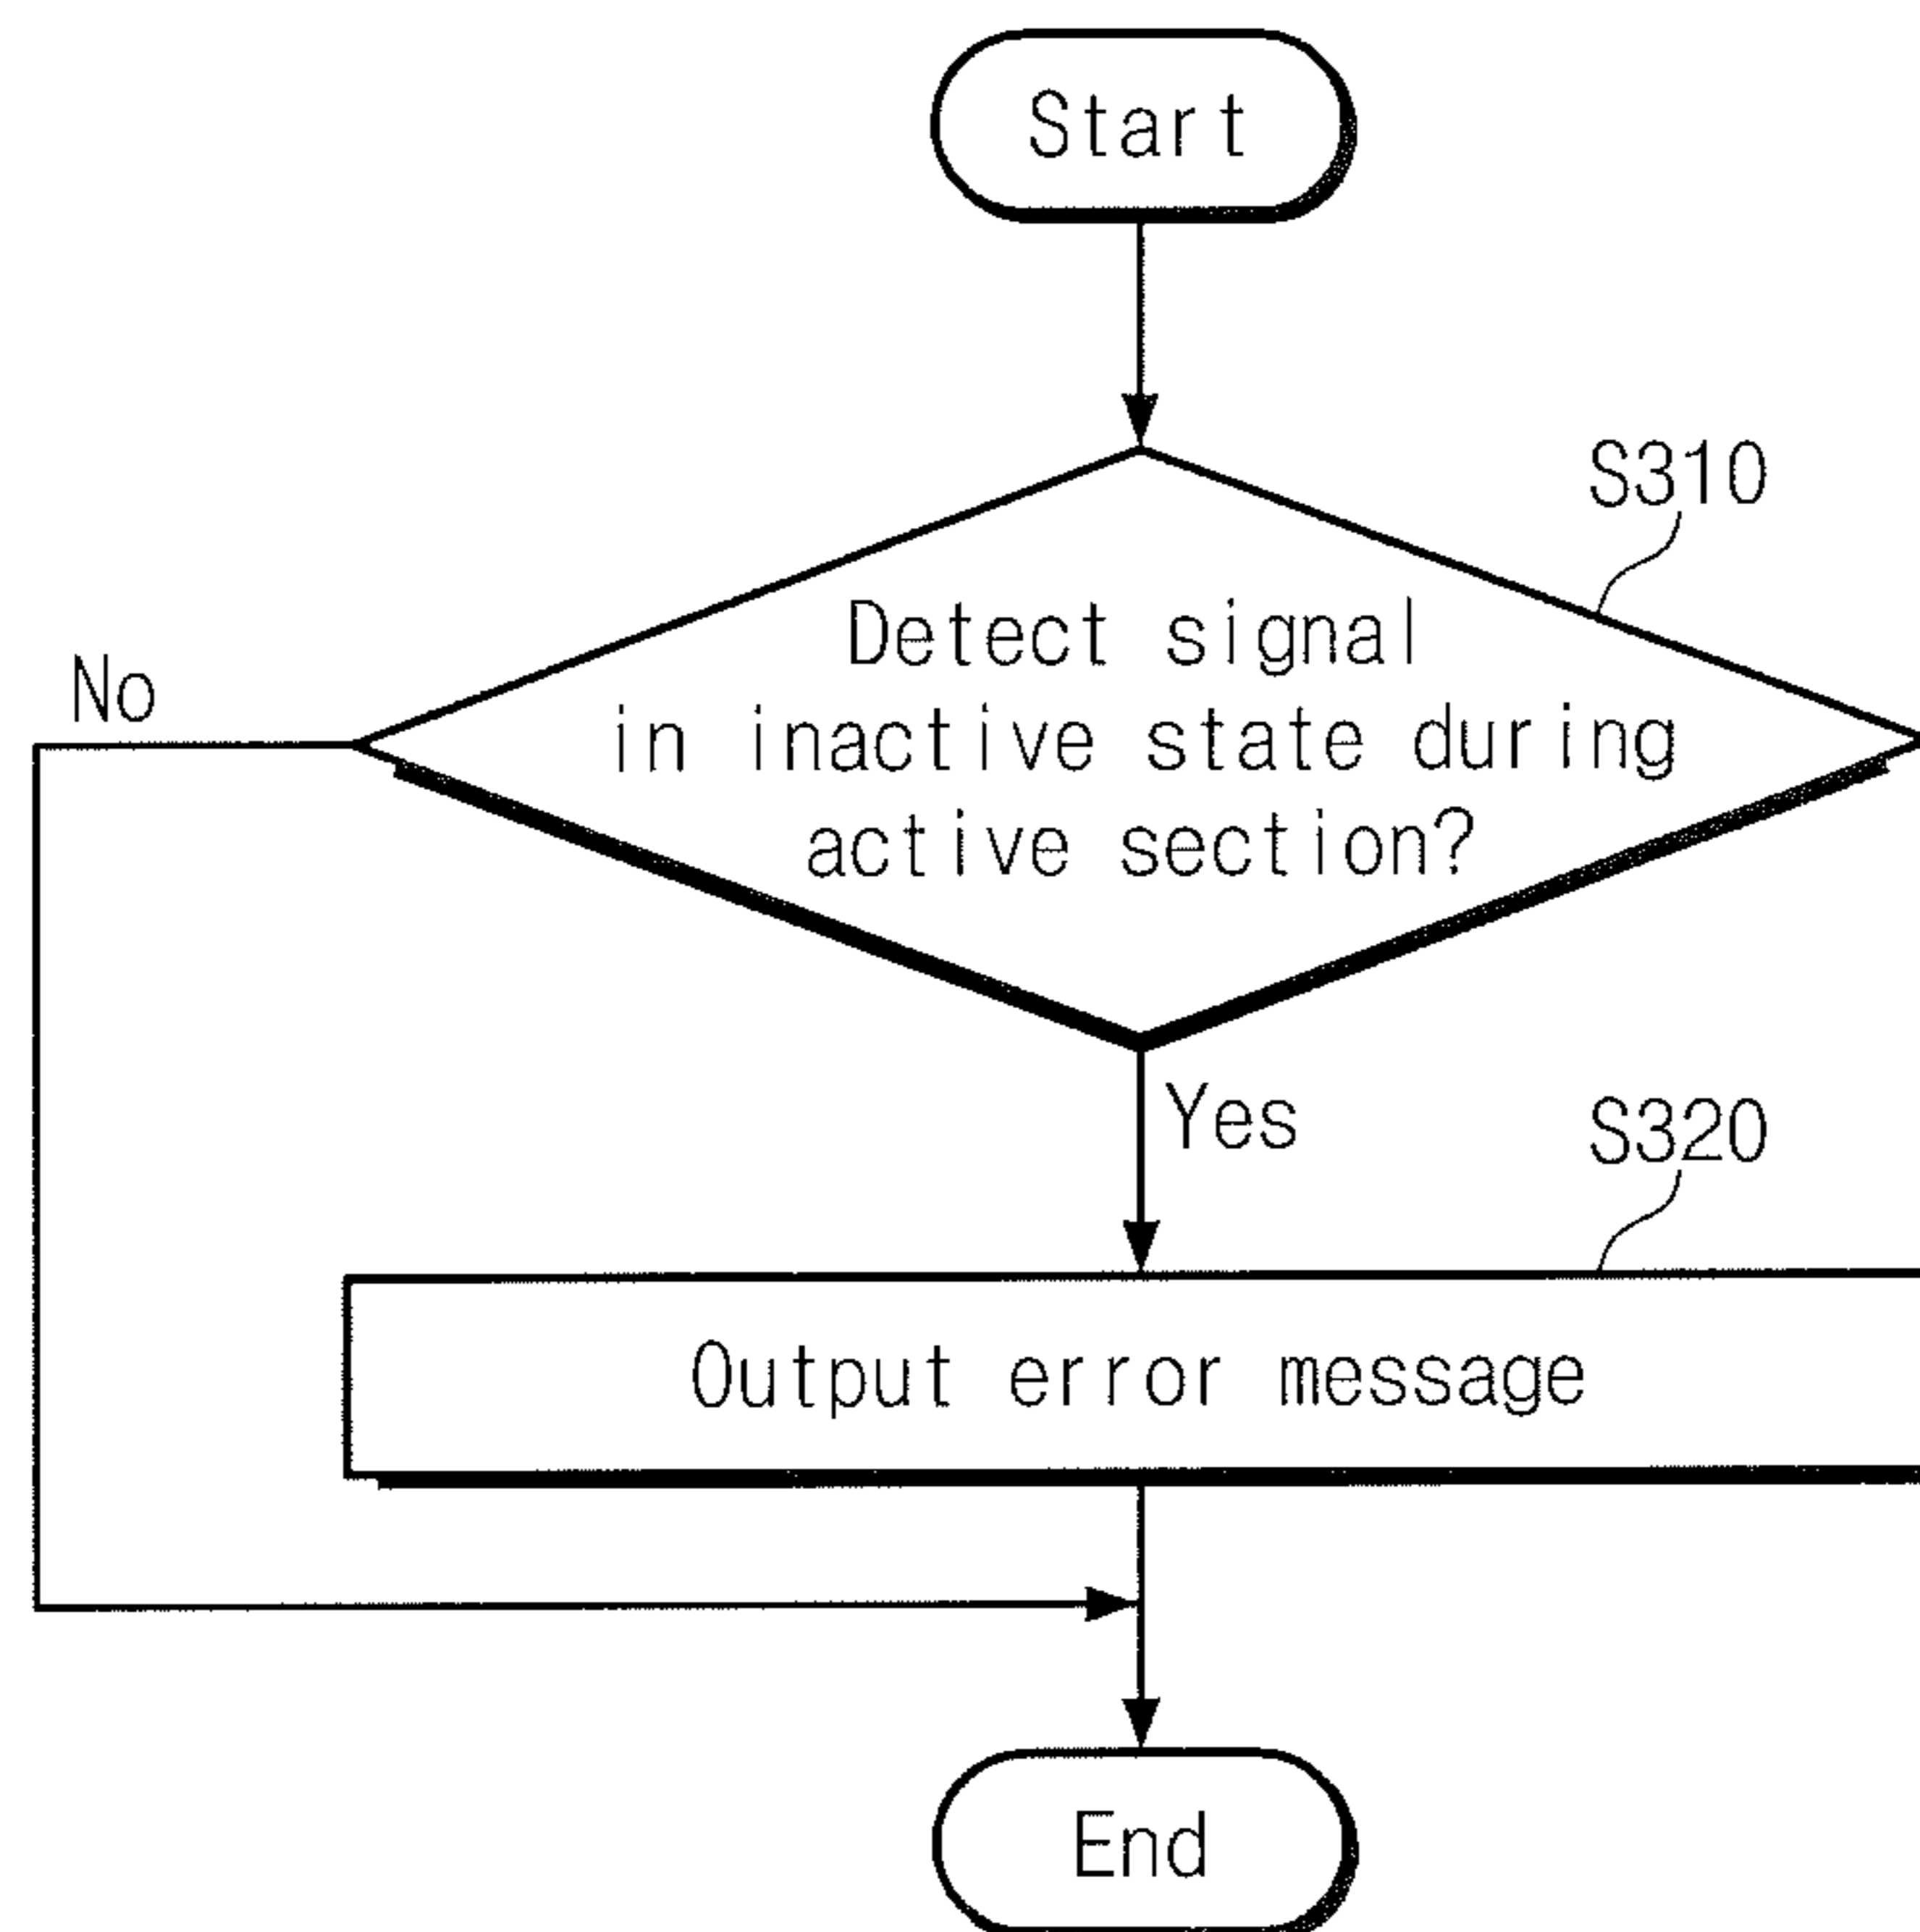 Start
S310
Detect signal
in inactive state during
active section?
No
Yes
S320
Output error message
End